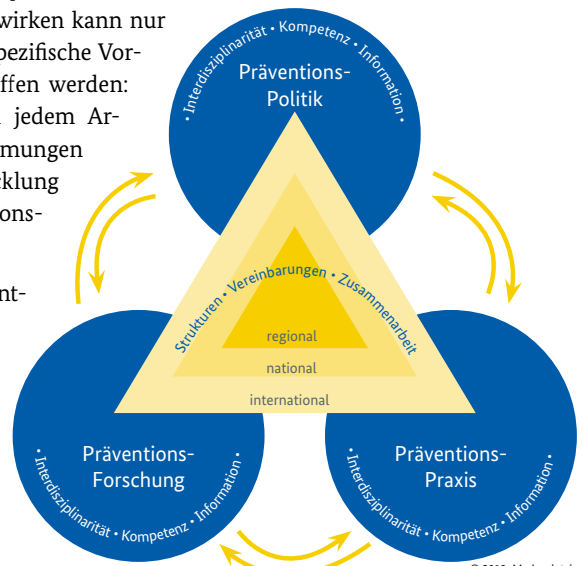 wirken kann nur
pezifische Vor-
ffen werden:
jedem Ar-
mungen
cklung
ons-
nt-
• Interdisziplinarität • Kompetenz • Information •
Präventions-
Politik
Strukturen • Vereinbarungen • Zusammenarbeit
regional
national
international
Präventions-
Forschung
• Interdisziplinarität • Kompetenz • Information •
Präventions-
Praxis
• Interdisziplinarität • Kompetenz • Information •